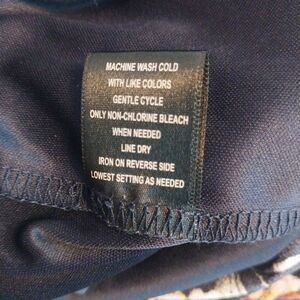 MACHINE WASH COLD
WITH LIKE COLORS
GENTLE CYCLE
ONLY NON-CHLORINE BLEACH
WHEN NEEDED
LINE DRY
IRON ON REVERSE SIDE
LOWEST SETTING AS NEEDED